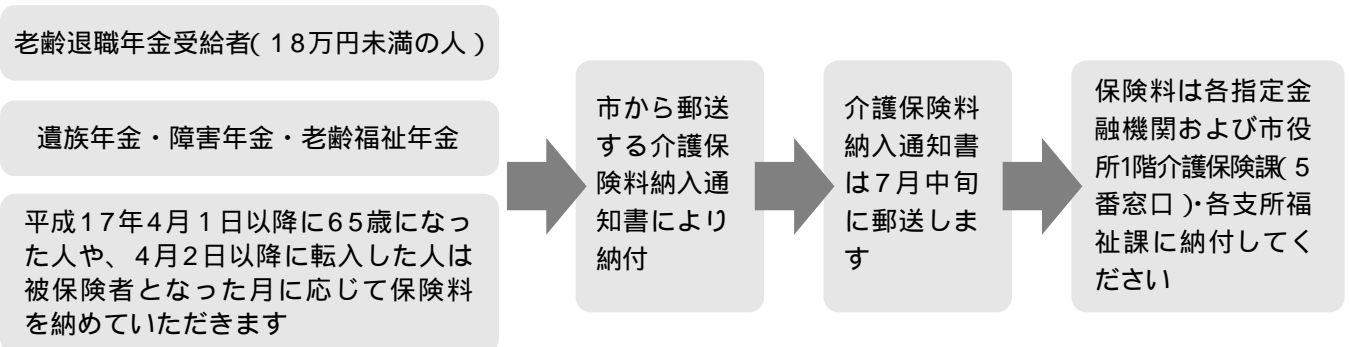 老齢退職年金受給者(18万円未満の人)
遺族年金・障害年金・老齢福祉年金
平成17年4月1日以降に65歳になっ
た人や、4月2日以降に転入した人は
被保険者となった月に応じて保険料
を納めていただきます
市から郵送
する介護保
険料納入通
知書により
納付
介護保険料
納入通知書
は7月中旬
に郵送しま
す
保険料は各指定金
融機関および市役
所1階介護保険課(5
番窓口)・各支所福
祉課に納付してく
ださい